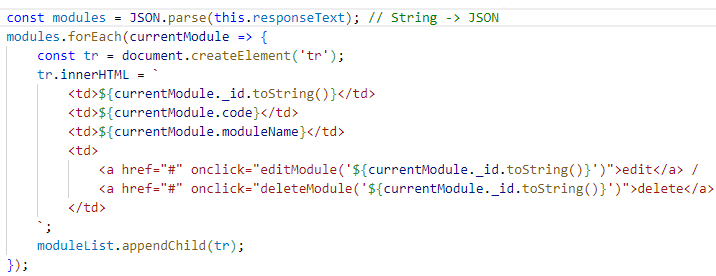 const modules = JSON.parse(this.responseText); // String -> JSON
modules.forEach(currentModule => {
    const tr = document.createElement('tr');
    tr.innerHTML = `
        <td>${currentModule._id.toString()}</td>
        <td>${currentModule.code}</td>
        <td>${currentModule.moduleName}</td>
        <td>
            <a href="#" onclick="editModule('${currentModule._id.toString()}')">edit</a> /
            <a href="#" onclick="deleteModule('${currentModule._id.toString()}')">delete</a>
        </td>
    `;
    moduleList.appendChild(tr);
});